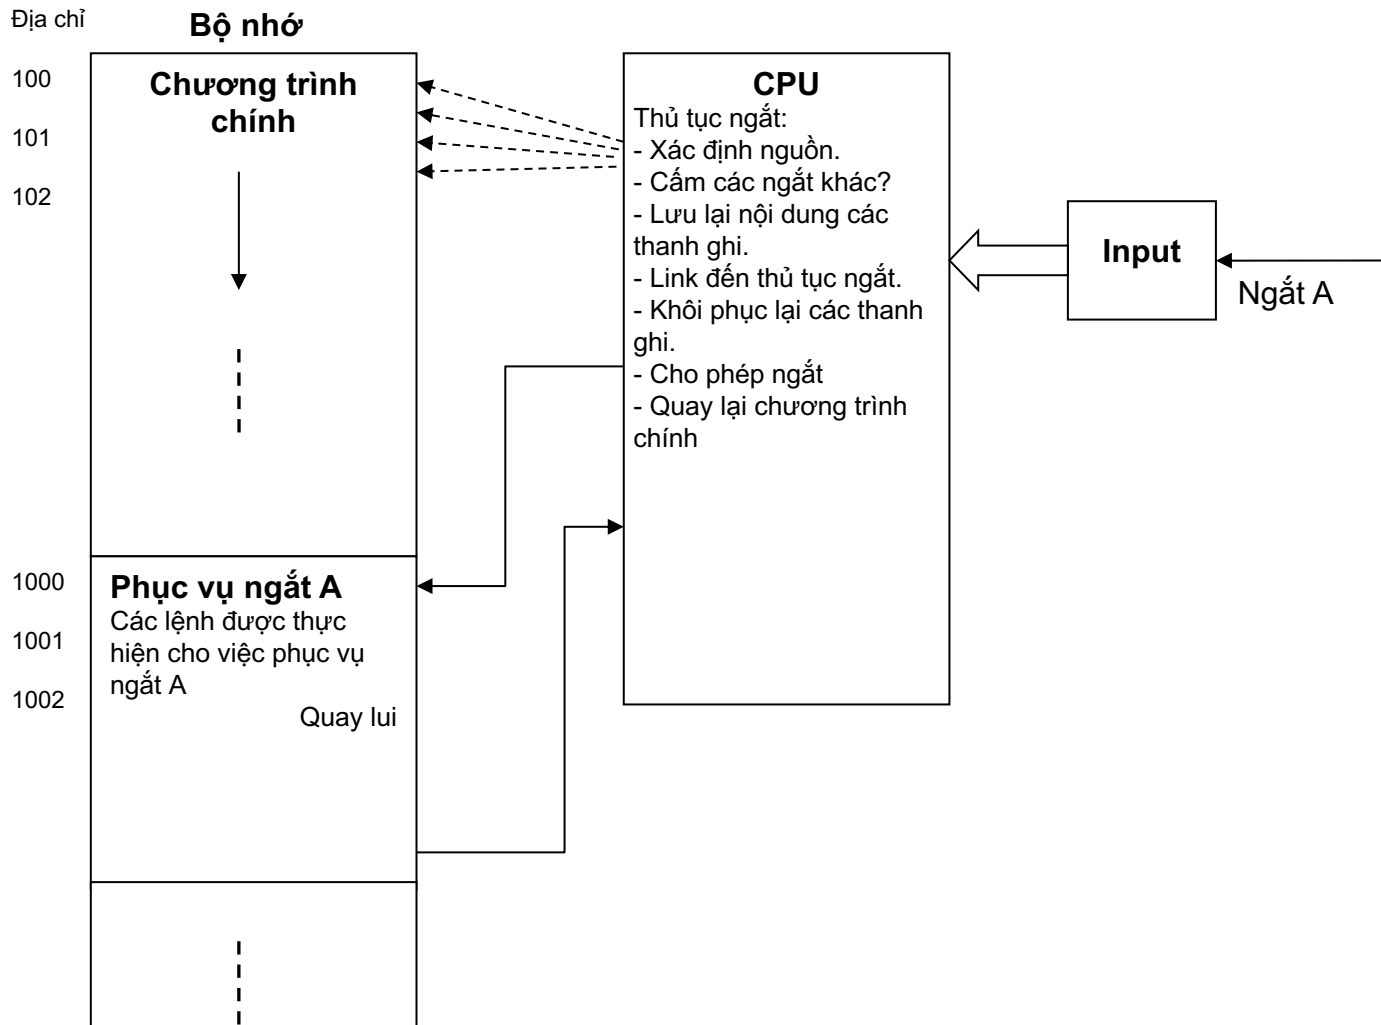 Địa chỉ
Bộ nhớ
100
101
102
Chương trình
chính
CPU
Thủ tục ngắt:
- Xác định nguồn.
- Cấm các ngắt khác?
- Lưu lại nội dung các
thanh ghi.
- Link đến thủ tục ngắt.
- Khôi phục lại các thanh
ghi.
- Cho phép ngắt
- Quay lại chương trình
chính
Input
Ngắt A
1000
1001
1002
Phục vụ ngắt A
Các lệnh được thực
hiện cho việc phục vụ
ngắt A
Quay lui